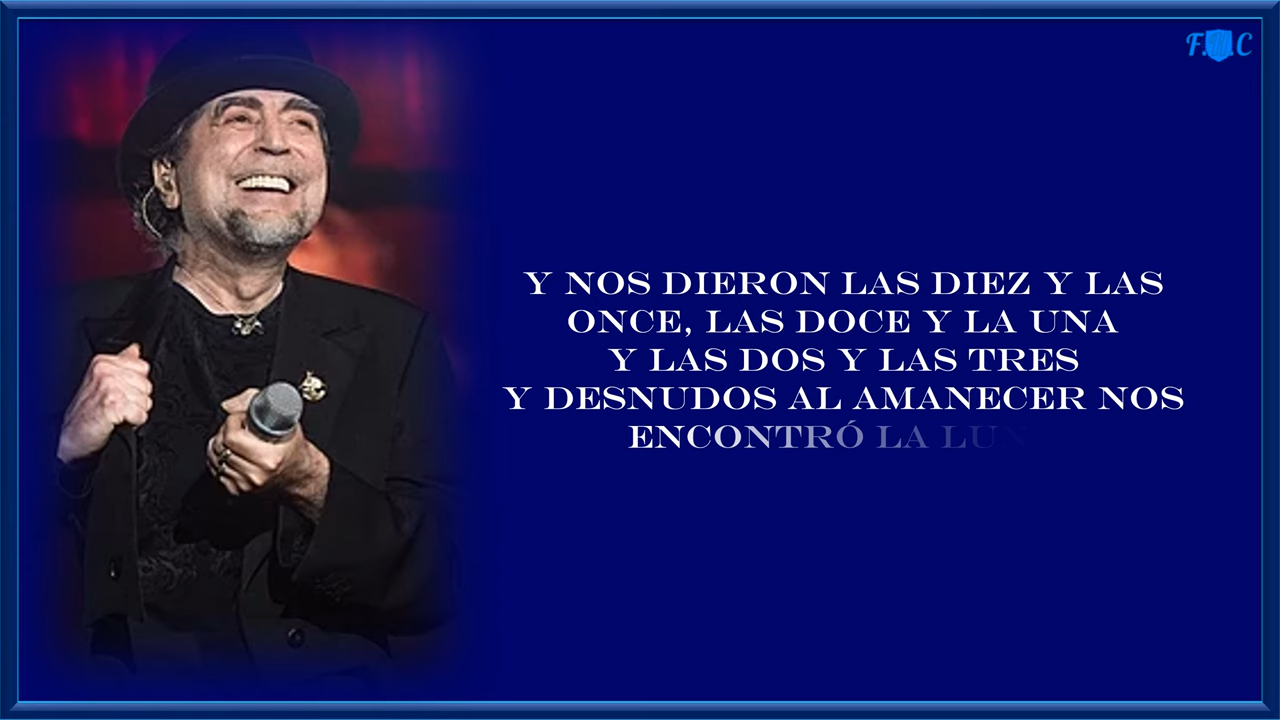 Y NOS DIERON LAS DIEZ Y LAS
ONCE, LAS DOCE Y LA UNA
Y LAS DOS Y LAS TRES
Y DESNUDOS AL AMANECER NOS
ENCONTRÓ LA LUN